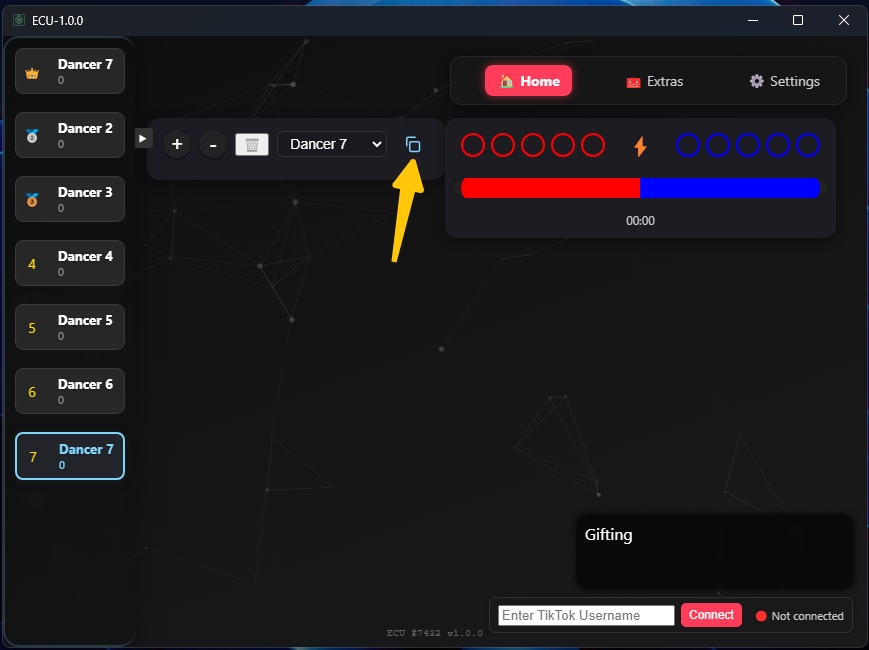 ECU-1.0.0
Dancer 7
0
Dancer 2
0
Dancer 3
0
4 Dancer 4
0
5 Dancer 5
0
6 Dancer 6
0
7 Dancer 7
0
Home Extras Settings
+ - Dancer 7
00:00
Gifting
Enter TikTok Username Connect Not connected
ECU #7432 v1.0.0